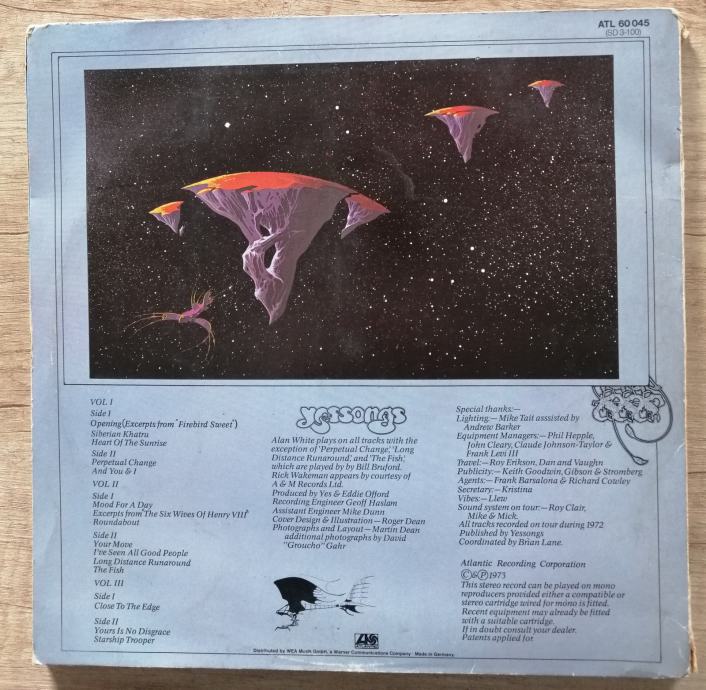 ATL 60 045
(SD 3-100)
VOL I
Side I
Opening (Excerpts from "Firebird Sweet")
Siberian Khatru
Heart Of The Sunrise
Side II
Perpetual Change
And You & I
VOL II
Side I
Mood For A Day
Excerpts from "The Six Wives Of Henry VIII"
Roundabout
Side II
Your Move
I've Seen All Good People
Long Distance Runaround
The Fish
VOL III
Side I
Close To The Edge
Side II
Yours Is No Disgrace
Starship Trooper
yessongs
Alan White plays on all tracks with the
exception of 'Perpetual Change,' 'Long
Distance Runaround,' and 'The Fish,'
which are played by by Bill Bruford.
Rick Wakeman appears by courtesy of
A & M Records Ltd.
Produced by Yes & Eddie Offord
Recording Engineer Geoff Haslam
Assistant Engineer Mike Dunn
Cover Design & Illustration — Roger Dean
Photographs and Layout — Martin Dean
additional photographs by David
"Groucho" Gahr
Special thanks:—
Lighting:— Mike Tait asssisted by
Andrew Barker
Equipment Managers:— Phil Hepple,
John Cleary, Claude Johnson-Taylor &
Frank Levi III
Travel:— Roy Erikson, Dan and Vaughn
Publicity:— Keith Goodwin, Gibson & Stromberg
Agents:— Frank Barsalona & Richard Cowley
Secretary:— Kristina
Vibes:— Llew
Sound system on tour:— Roy Clair,
Mike & Mick.
All tracks recorded on tour during 1972
Published by Yessongs
Coordinated by Brian Lane.
Atlantic Recording Corporation
©&℗1973
This stereo record can be played on mono
reproducers provided either a compatible or
stereo cartridge wired for mono is fitted.
Recent equipment may already be fitted
with a suitable cartridge.
If in doubt consult your dealer.
Patents applied for
Distributed by WEA Musik GmbH, a Warner Communications Company Made in Germany